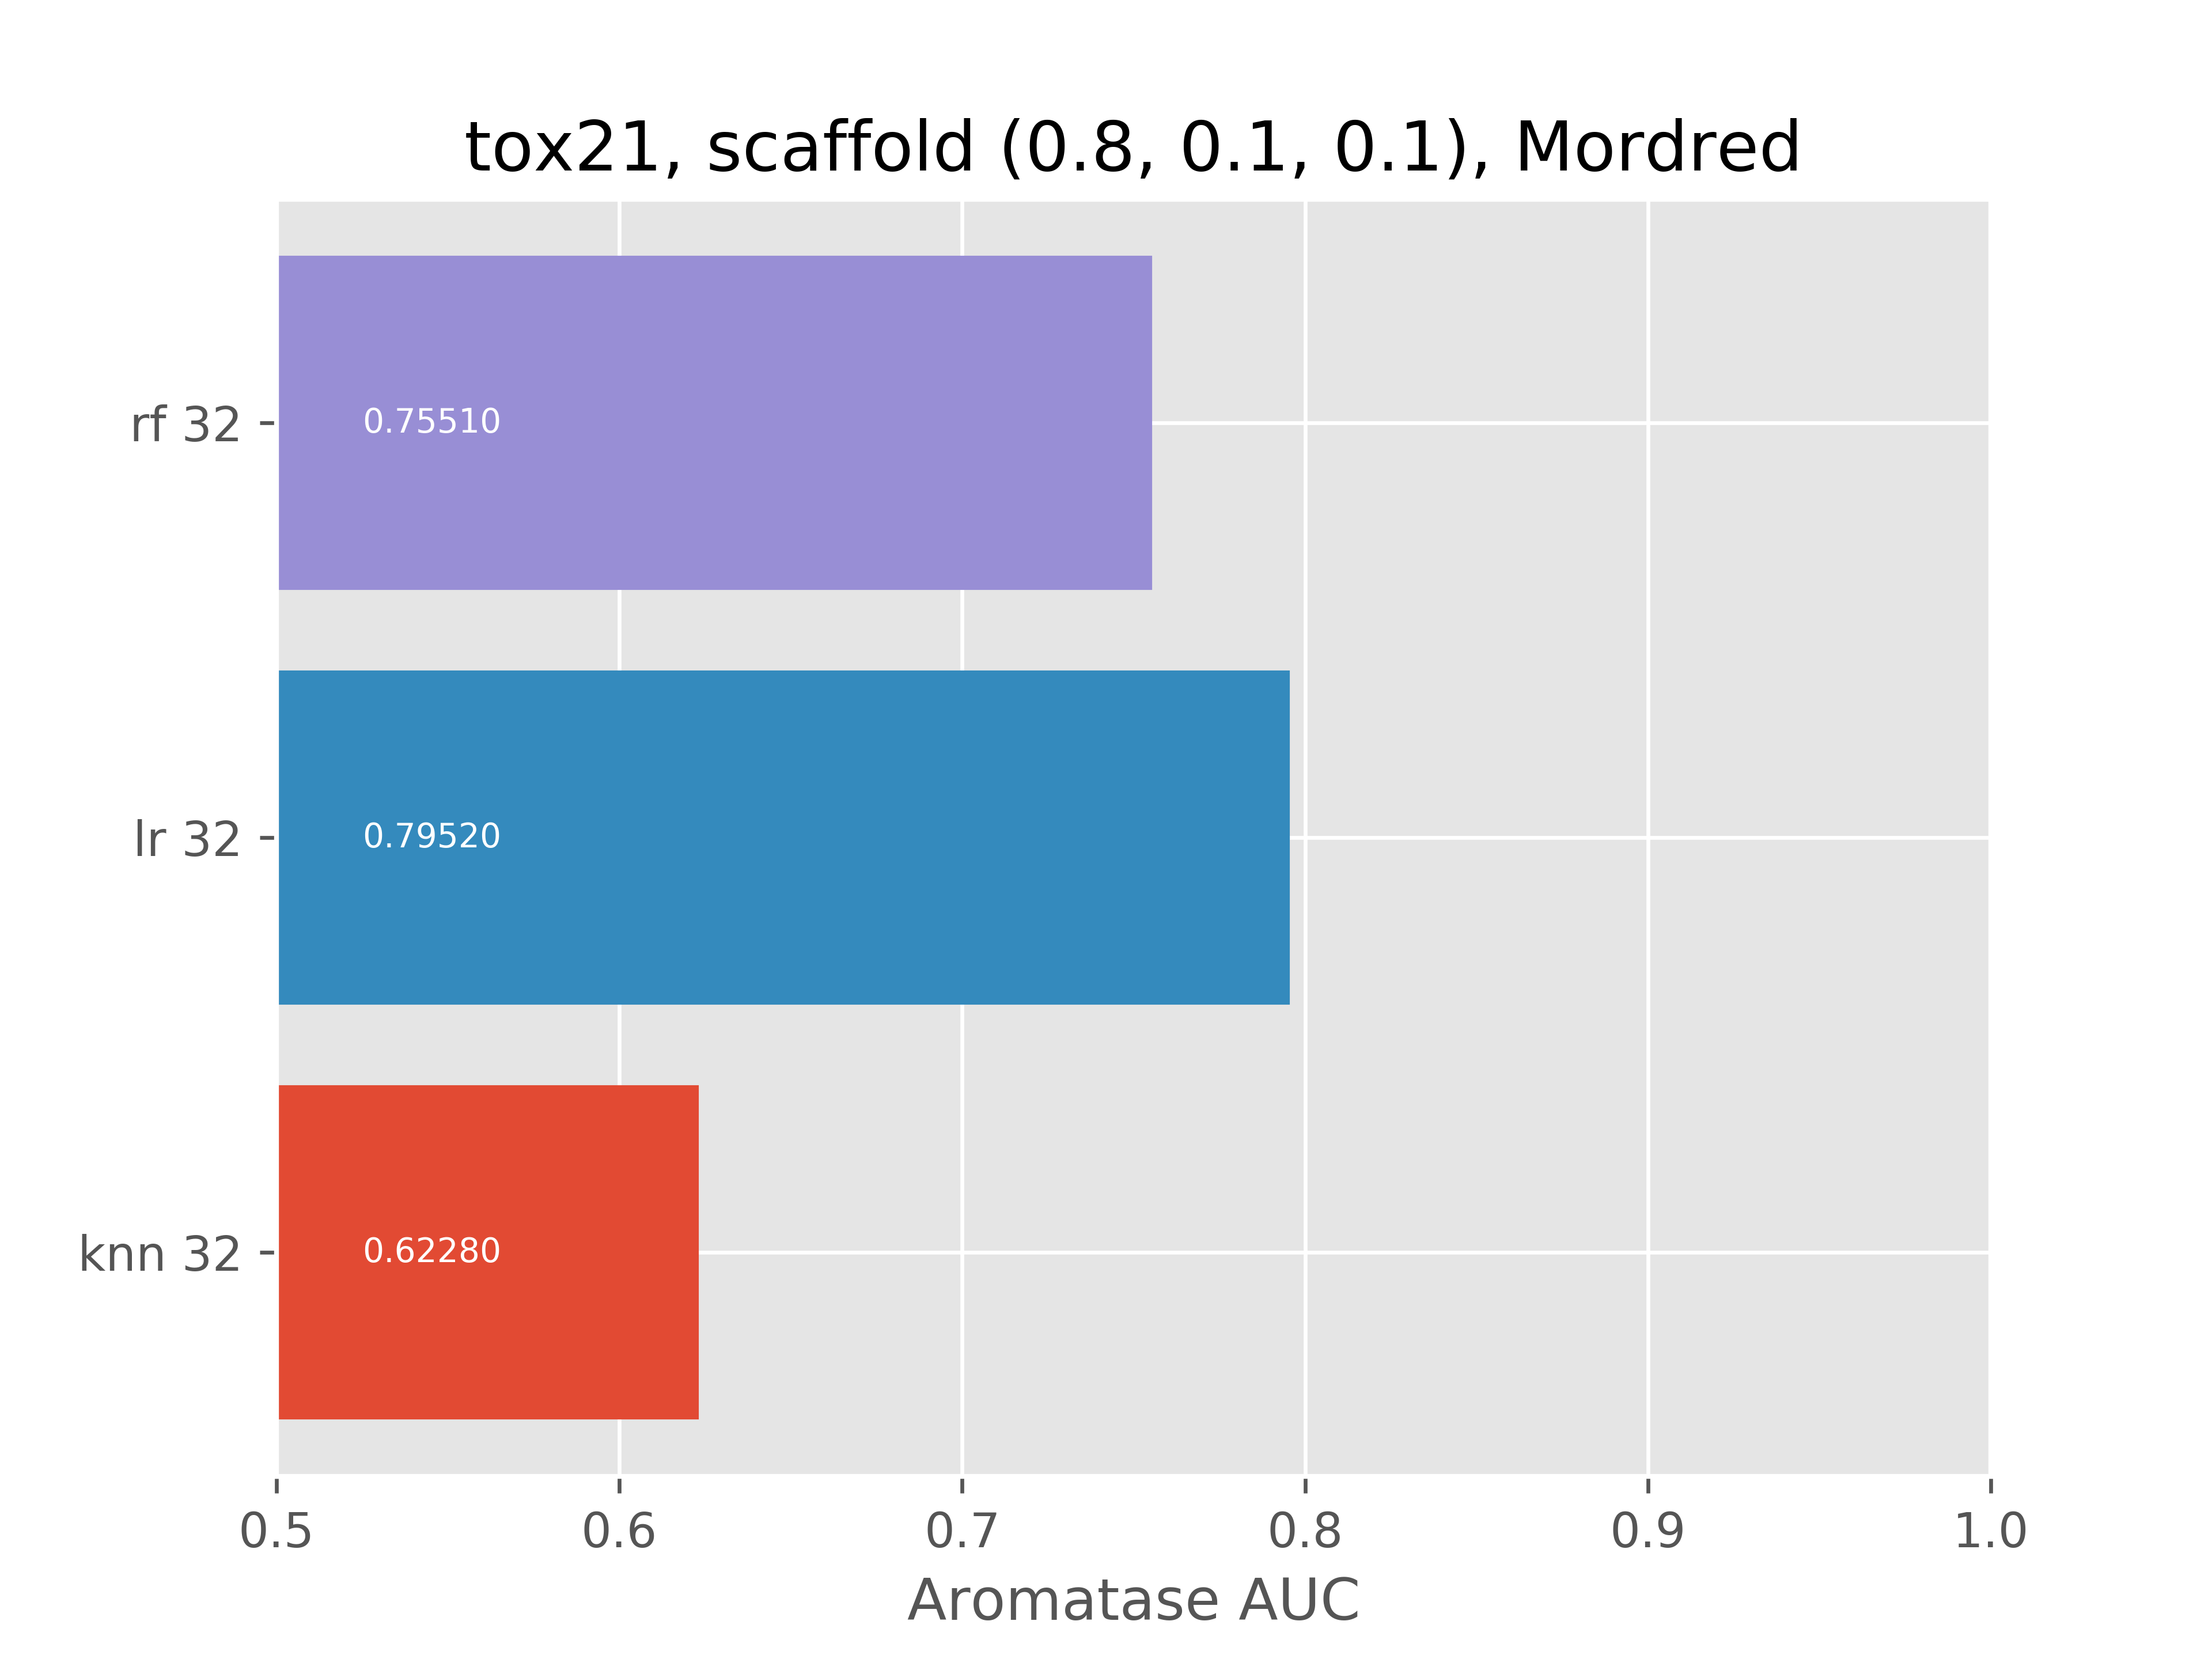 tox21, scaffold (0.8, 0.1, 0.1), Mordred
rf 32
0.75510
lr 32
0.79520
knn 32
0.62280
0.5 0.6 0.7 0.8 0.9 1.0
Aromatase AUC